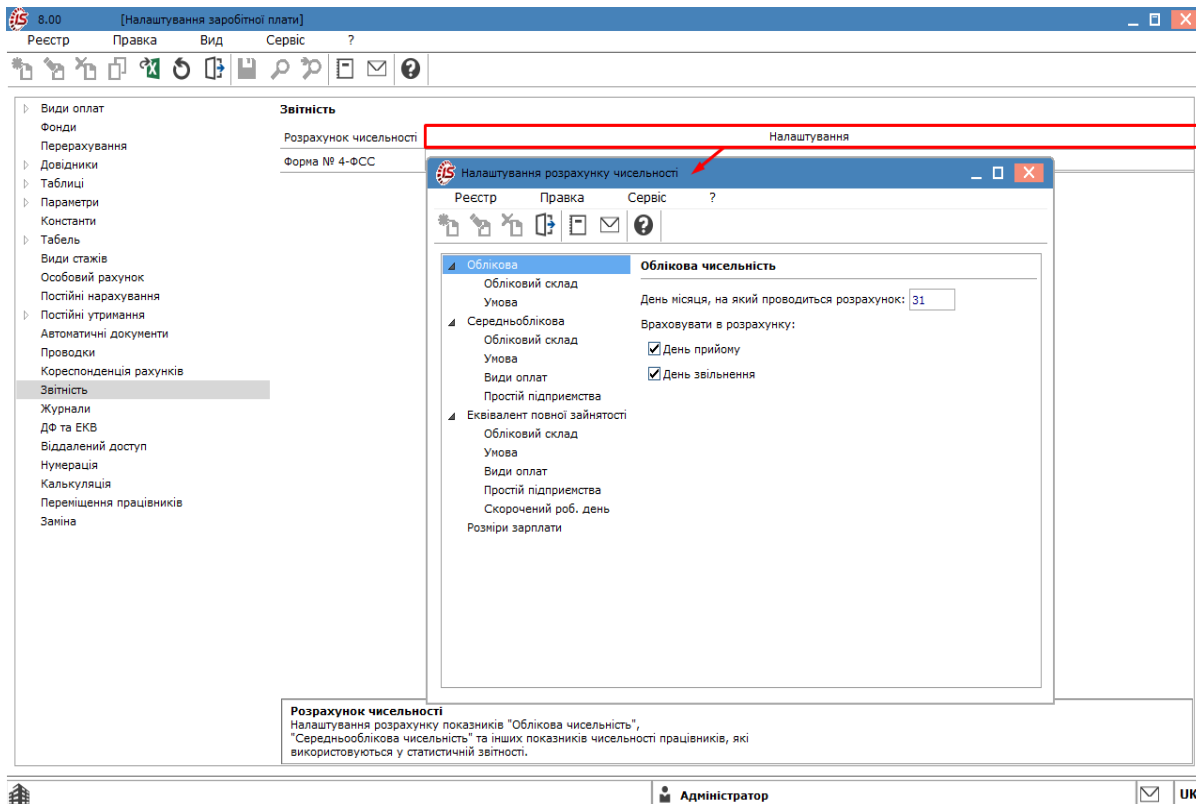 8.00 [Налаштування заробітної плати]
Реєстр Правка Вид Сервіс ?
Види оплат
Фонди
Перерахування
Довідники
Таблиці
Параметри
Константи
Табель
Види стажів
Особовий рахунок
Постійні нарахування
Постійні утримання
Автоматичні документи
Проводки
Кореспонденція рахунків
Звітність
Журнали
ДФ та ЕКВ
Віддалений доступ
Нумерація
Калькуляція
Переміщення працівників
Заміна
Звітність
Розрахунок чисельності Налаштування
Форма № 4-ФСС
Налаштування розрахунку чисельності
Реєстр Правка Сервіс ?
Облікова
Обліковий склад
Умова
Середньоблікова
Обліковий склад
Умова
Види оплат
Простій підприємства
Еквівалент повної зайнятості
Обліковий склад
Умова
Види оплат
Простій підприємства
Скорочений роб. день
Розміри зарплати
Облікова чисельність
День місяця, на який проводиться розрахунок: 31
Враховувати в розрахунку:
День прийому
День звільнення
Розрахунок чисельності
Налаштування розрахунку показників "Облікова чисельність",
"Середньооблікова чисельність" та інших показників чисельності працівників, які
використовуються у статистичній звітності.
Адміністратор UK